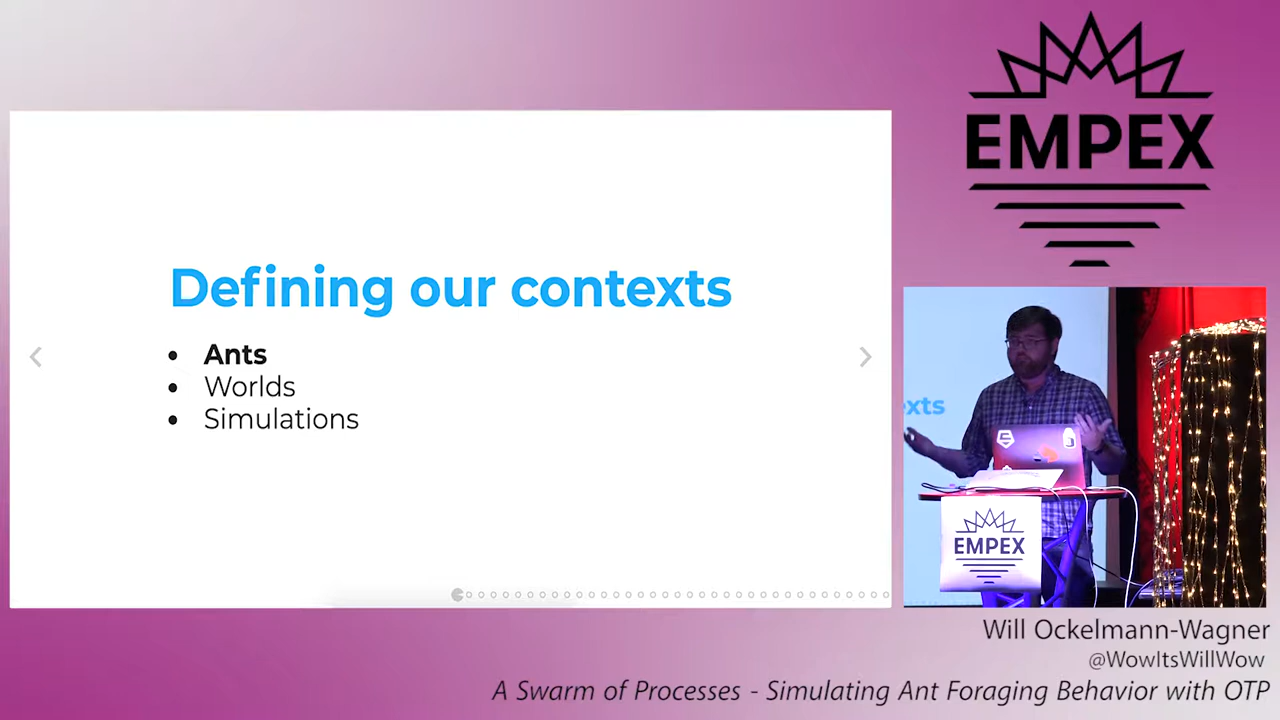 EMPEX
Defining our contexts
• Ants
• Worlds
• Simulations
exts
EMPEX
Will Ockelmann-Wagner
@WowItsWillWow
A Swarm of Processes - Simulating Ant Foraging Behavior with OTP